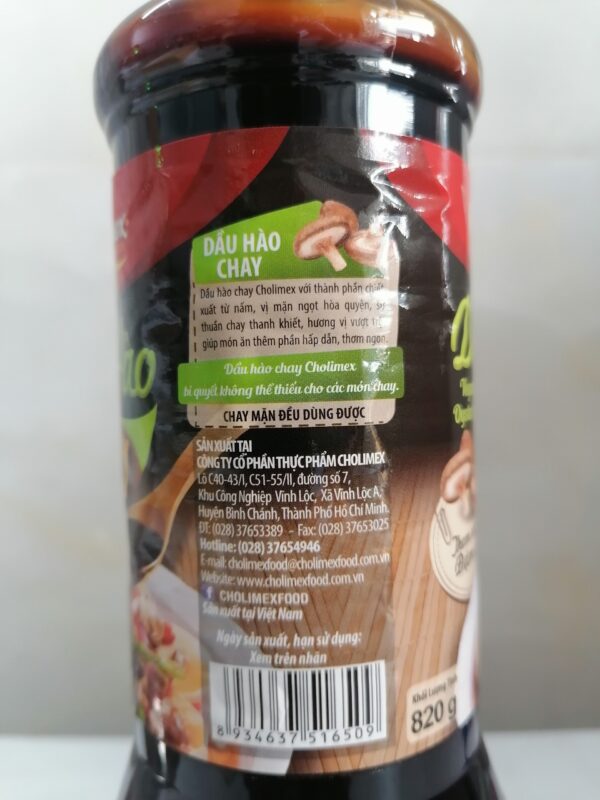 DẦU HÀO
CHAY
Dầu hào chay Cholimex với thành phần chiết
xuất từ nấm, vị mặn ngọt hòa quyện, sự
thuần chay thanh khiết, hương vị vượt trội
giúp món ăn thêm phần hấp dẫn, thơm ngon.
Dầu hào chay Cholimex
bí quyết không thể thiếu cho các món chay.
CHAY MẶN ĐỀU DÙNG ĐƯỢC
SẢN XUẤT TẠI
CÔNG TY CỔ PHẦN THỰC PHẨM CHOLIMEX
Lô C40-43/I, C51-55/II, đường số 7,
Khu Công Nghiệp Vĩnh Lộc, Xã Vĩnh Lộc A,
Huyện Bình Chánh, Thành Phố Hồ Chí Minh.
ĐT: (028) 37653389 - Fax: (028) 37653025
Hotline: (028) 37654946
E-mail: cholimexfood@cholimexfood.com.vn
Website: www.cholimexfood.com.vn
CHOLIMEXFOOD
Sản xuất tại Việt Nam
Ngày sản xuất, hạn sử dụng:
Xem trên nhãn
8 934637 516509
Khối Lượng
820 g